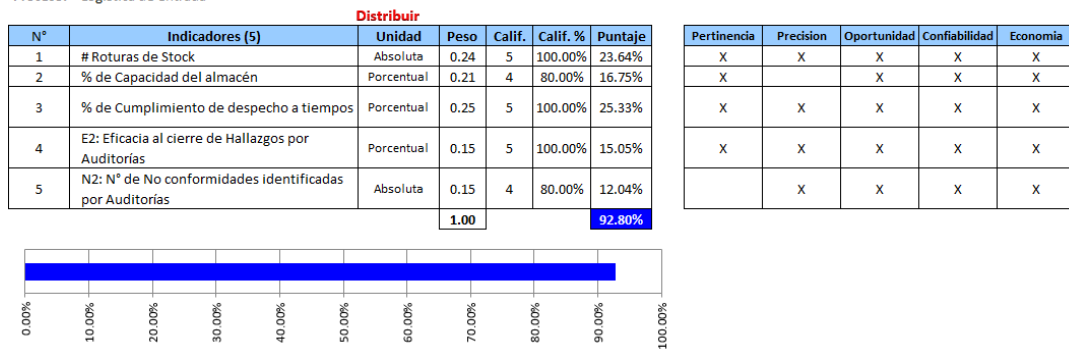 Distribuir
N° Indicadores (5) Unidad Peso Calif. Calif. % Puntaje Pertinencia Precision Oportunidad Confiabilidad Economia
1 # Roturas de Stock Absoluta 0.24 5 100.00% 23.64% X X X X X
2 % de Capacidad del almacén Porcentual 0.21 4 80.00% 16.75% X X X X
3 % de Cumplimiento de despecho a tiempos Porcentual 0.25 5 100.00% 25.33% X X X X X
4 E2: Eficacia al cierre de Hallazgos por Auditorías Porcentual 0.15 5 100.00% 15.05% X X X X X
5 N2: N° de No conformidades identificadas por Auditorías Absoluta 0.15 4 80.00% 12.04% X X X X
1.00 92.80%
0.00% 10.00% 20.00% 30.00% 40.00% 50.00% 60.00% 70.00% 80.00% 90.00% 100.00%